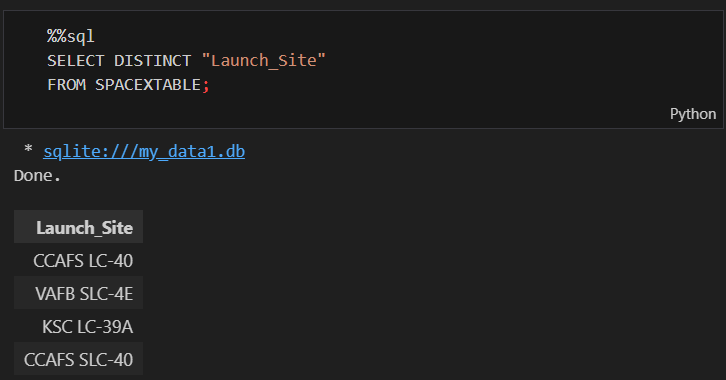 %%sql
SELECT DISTINCT "Launch_Site"
FROM SPACEXTABLE;
Python
* sqlite:///my_data1.db
Done.
Launch_Site
CCAFS LC-40
VAFB SLC-4E
KSC LC-39A
CCAFS SLC-40